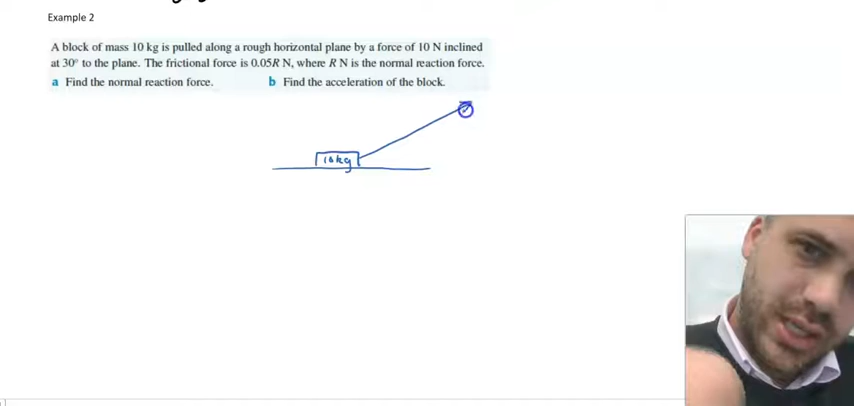 Example 2
A block of mass 10 kg is pulled along a rough horizontal plane by a force of 10 N inclined
at 30° to the plane. The frictional force is 0.05R N, where R N is the normal reaction force.
a Find the normal reaction force. b Find the acceleration of the block.
10kg